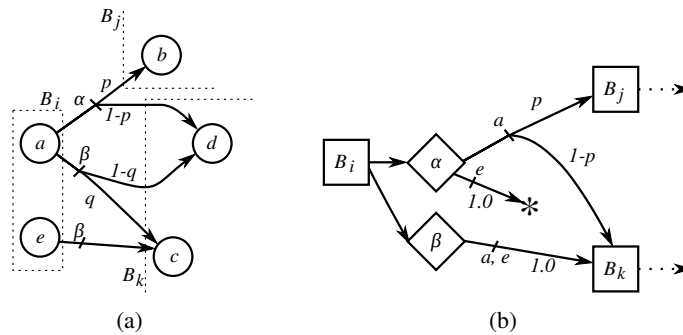 B_j
b
p
α
1-p
B_i
a
d
β
1-q
q
e
β
c
B_k
(a)
B_j
p
a
B_i
α
e
1-p
1.0
*
β
a, e
1.0
B_k
(b)